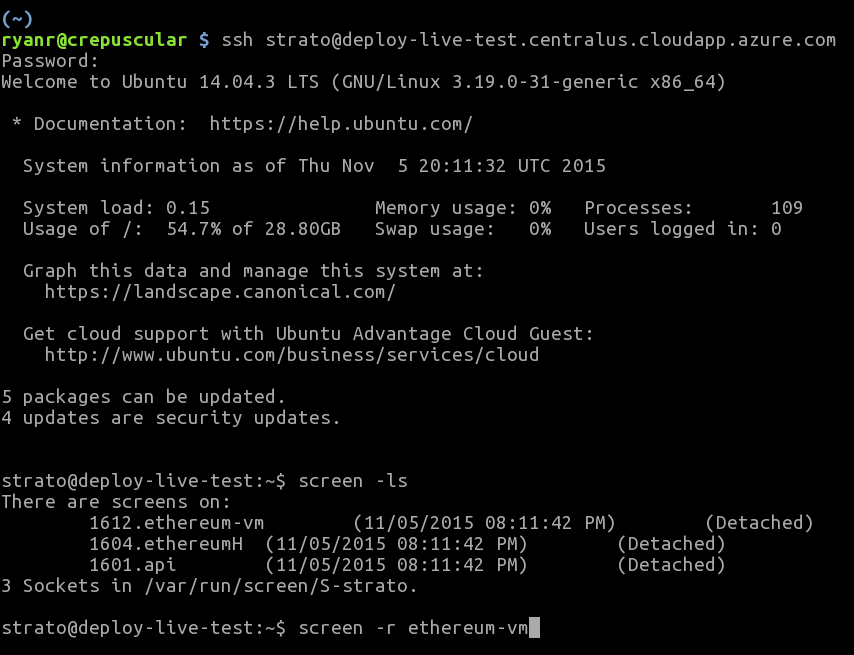 (~)
ryanr@crepuscular $ ssh strato@deploy-live-test.centralus.cloudapp.azure.com
Password:
Welcome to Ubuntu 14.04.3 LTS (GNU/Linux 3.19.0-31-generic x86_64)
* Documentation:  https://help.ubuntu.com/
System information as of Thu Nov  5 20:11:32 UTC 2015
System load: 0.15               Memory usage: 0%   Processes:       109
Usage of /:  54.7% of 28.80GB   Swap usage:   0%   Users logged in: 0
Graph this data and manage this system at:
https://landscape.canonical.com/
Get cloud support with Ubuntu Advantage Cloud Guest:
http://www.ubuntu.com/business/services/cloud
5 packages can be updated.
4 updates are security updates.
strato@deploy-live-test:~$ screen -ls
There are screens on:
1612.ethereum-vm        (11/05/2015 08:11:42 PM)        (Detached)
1604.ethereumH  (11/05/2015 08:11:42 PM)        (Detached)
1601.api        (11/05/2015 08:11:42 PM)        (Detached)
3 Sockets in /var/run/screen/S-strato.
strato@deploy-live-test:~$ screen -r ethereum-vm